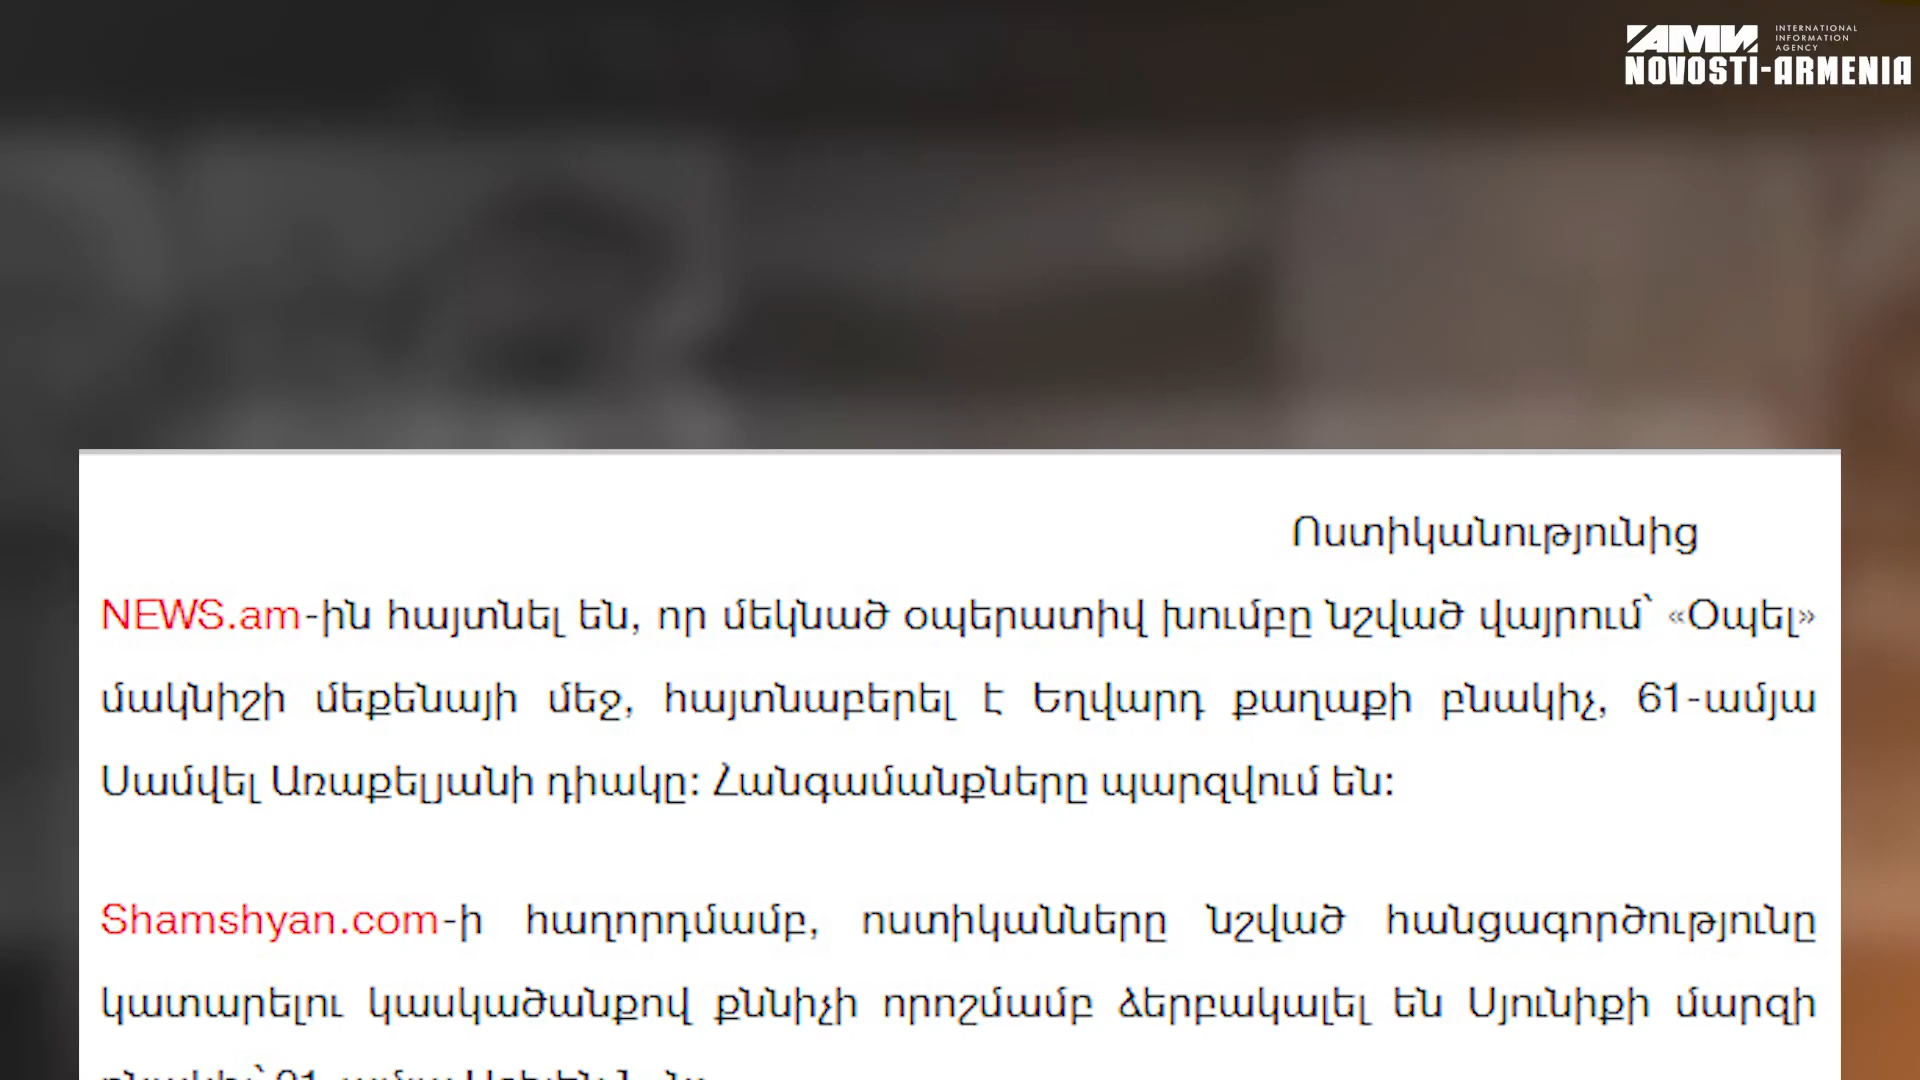 AMИ INTERNATIONAL
INFORMATION
AGENCY
NOVOSTI-ARMENIA
Ոստիկանությունից
NEWS.am-ին հայտնել են, որ մեկնած օպերատիվ խումբը նշված վայրում՝ «Օպել»
մակնիշի մեքենայի մեջ, հայտնաբերել է Եղվարդ քաղաքի բնակիչ, 61-ամյա
Սամվել Առաքելյանի դիակը: Հանգամանքները պարզվում են:
Shamshyan.com-ի հաղորդմամբ, ոստիկանները նշված հանցագործությունը
կատարելու կասկածանքով քննիչի որոշմամբ ձերբակալել են Սյունիքի մարզի